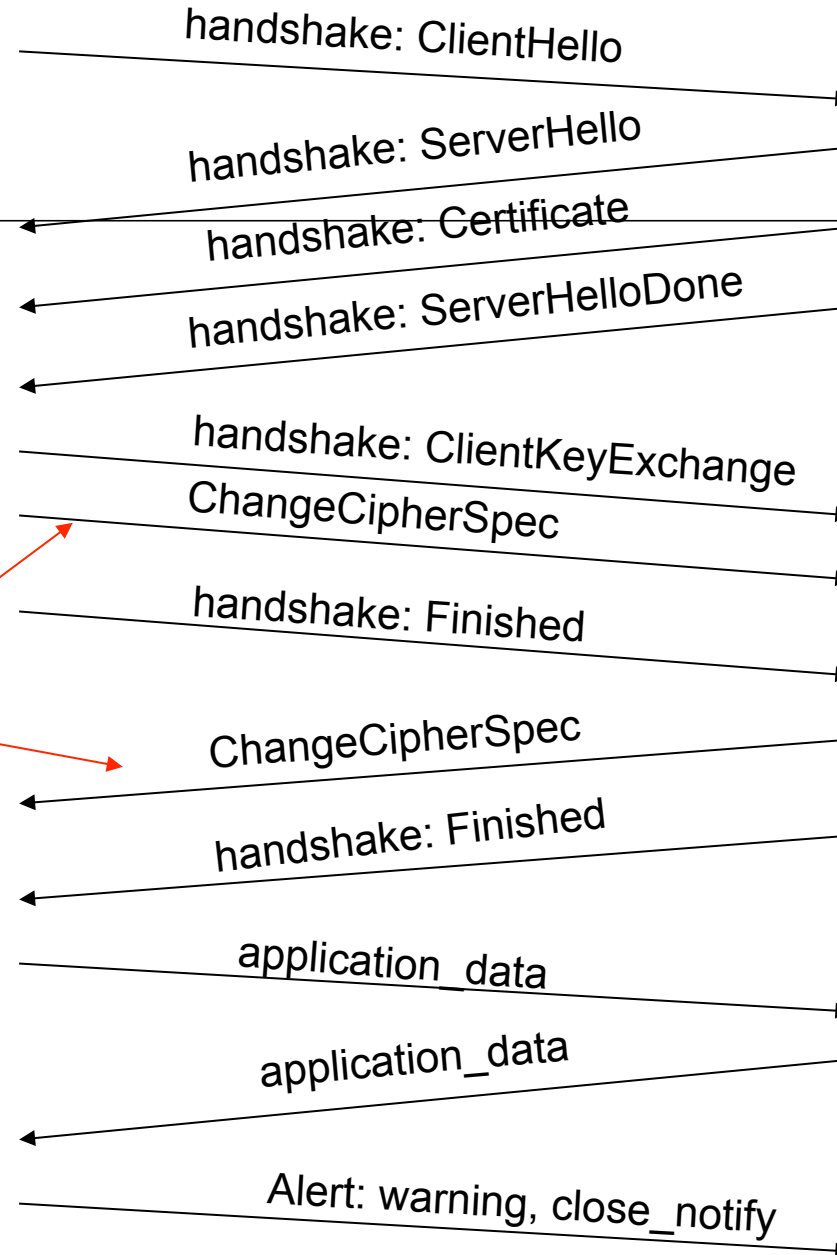 handshake: ClientHello
handshake: ServerHello
handshake: Certificate
handshake: ServerHelloDone
handshake: ClientKeyExchange
ChangeCipherSpec
handshake: Finished
ChangeCipherSpec
handshake: Finished
application_data
application_data
Alert: warning, close_notify